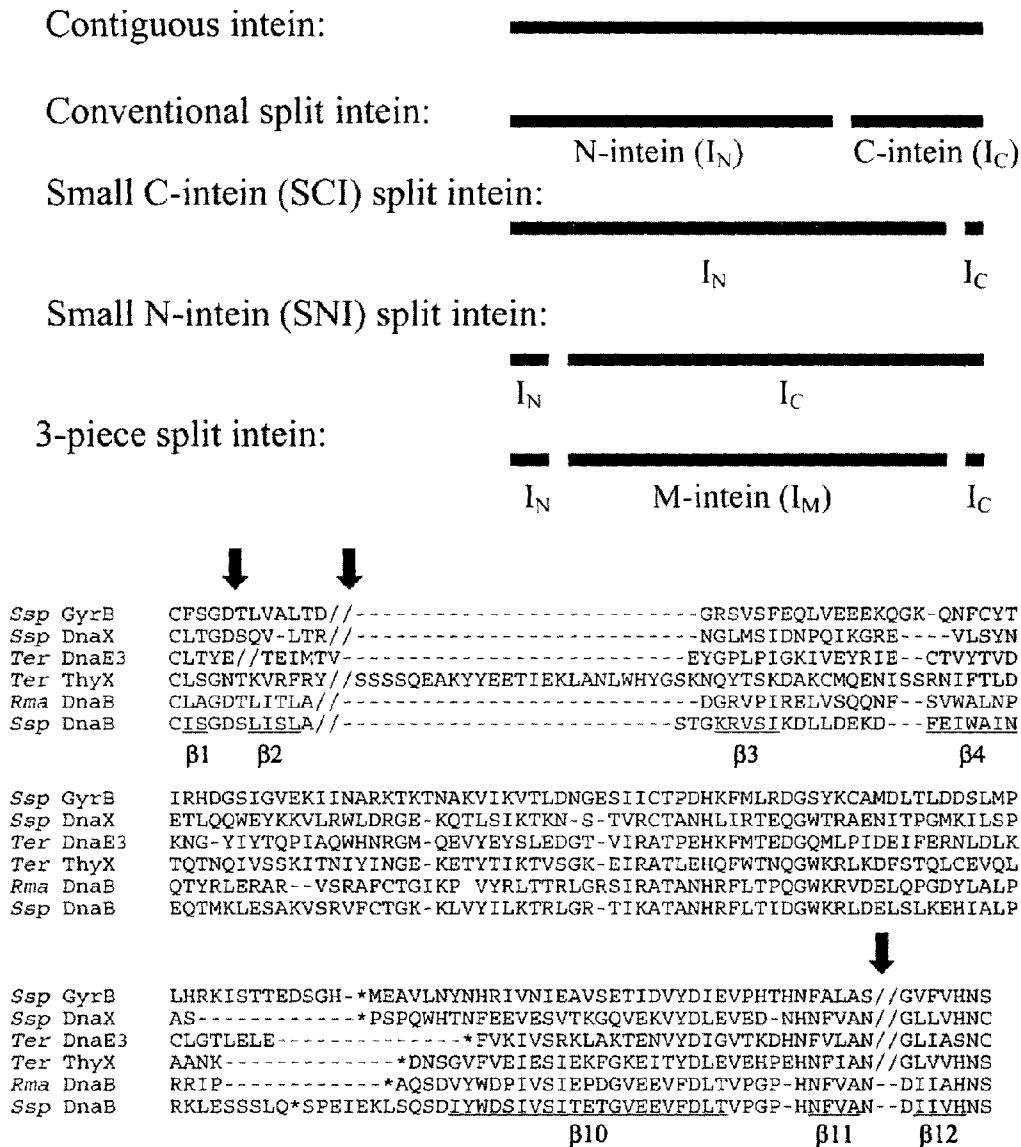 Contiguous intein:
Conventional split intein:
N-intein (IN) C-intein (IC)
Small C-intein (SCI) split intein:
IN IC
Small N-intein (SNI) split intein:
IN IC
3-piece split intein:
IN M-intein (IM) IC
Ssp GyrB CFSGDTLVALTD//-----------------------------------GRSVSFEQLVEEEKQGK-QNFCYT
Ssp DnaX CLTGDSQV-LTR//-----------------------------------NGLMSIDNPQIKGRE----VLSYN
Ter DnaE3 CLTYE//TEIMTV-----------------------------------EYGPLPIGKIVEYRIE--CTVYTVD
Ter ThyX CLSGNTKVRFRY//SSSSQEAKYYEETIEKLANLWHYGSKNQYTSKDAKCMQENISSRNIFTLD
Rma DnaB CLAGDTLITLA//------------------------------------DGRVPIRELVSQQNF--SVWALNP
Ssp DnaB CISGDSLISLA//---------------------------------STGKRVSIKDLLDEKD---FEIWAIN
β1 β2 β3 β4
Ssp GyrB IRHDGSIGVEKIINARKTKTNAKVIKVTLDNGESIICTPDHKFMLRDGSYKCAMDLTLDDSLMP
Ssp DnaX ETLQQWEYKKVLRWLDRGE-KQTLSIKTKN-S-TVRCTANHLIRTEQGWTRAENITPGMKILSP
Ter DnaE3 KNG-YIYTQPIAQWHNRGM-QEVYEYSLEDGT-VIRATPEHKFMTEDGQMLPIDEIFERNLDLK
Ter ThyX TQTNQIVSSKITNIYINGE-KETYTIKTVSGK-EIRATLEHQFWTNQGWKRLKDFSTQLCEVQL
Rma DnaB QTYRLERAR--VSRAFCTGIKP VYRLTTRLGRSIRATANHRFLTPQGWKRVDELQPGDYLALP
Ssp DnaB EQTMKLESAKVSRVFCTGK-KLVYILKTRLGR-TIKATANHRFLTIDGWKRLDELSLKEHIALP
Ssp GyrB LHRKISTTEDSGH-*MEAVLNYNHRIVNIEAVSETIDVYDIEVPHTHNFALAS//GVFVHNS
Ssp DnaX AS------------*PSPQWHTNFEEVESVTKGQVEKVYDLEVED-NHNFVAN//GLLVHNC
Ter DnaE3 CLGTLELE---------------*FVKIVSRKLAKTENVYDIGVTKDHNFVLAN//GLIASNC
Ter ThyX AANK-------------*DNSGVFVEIESIEKFGKEITYDLEVEHPEHNFIAN//GLVVHNS
Rma DnaB RRIP------------*AQSDVYWDPIVSIEPDGVEEVFDLTVPGP-HNFVAN--DIIAHNS
Ssp DnaB RKLESSSLQ*SPEIEKLSQSDIYWDSIVSITETGVEEVFDLTVPGP-HNFVAN--DIIVHNS
β10 β11 β12